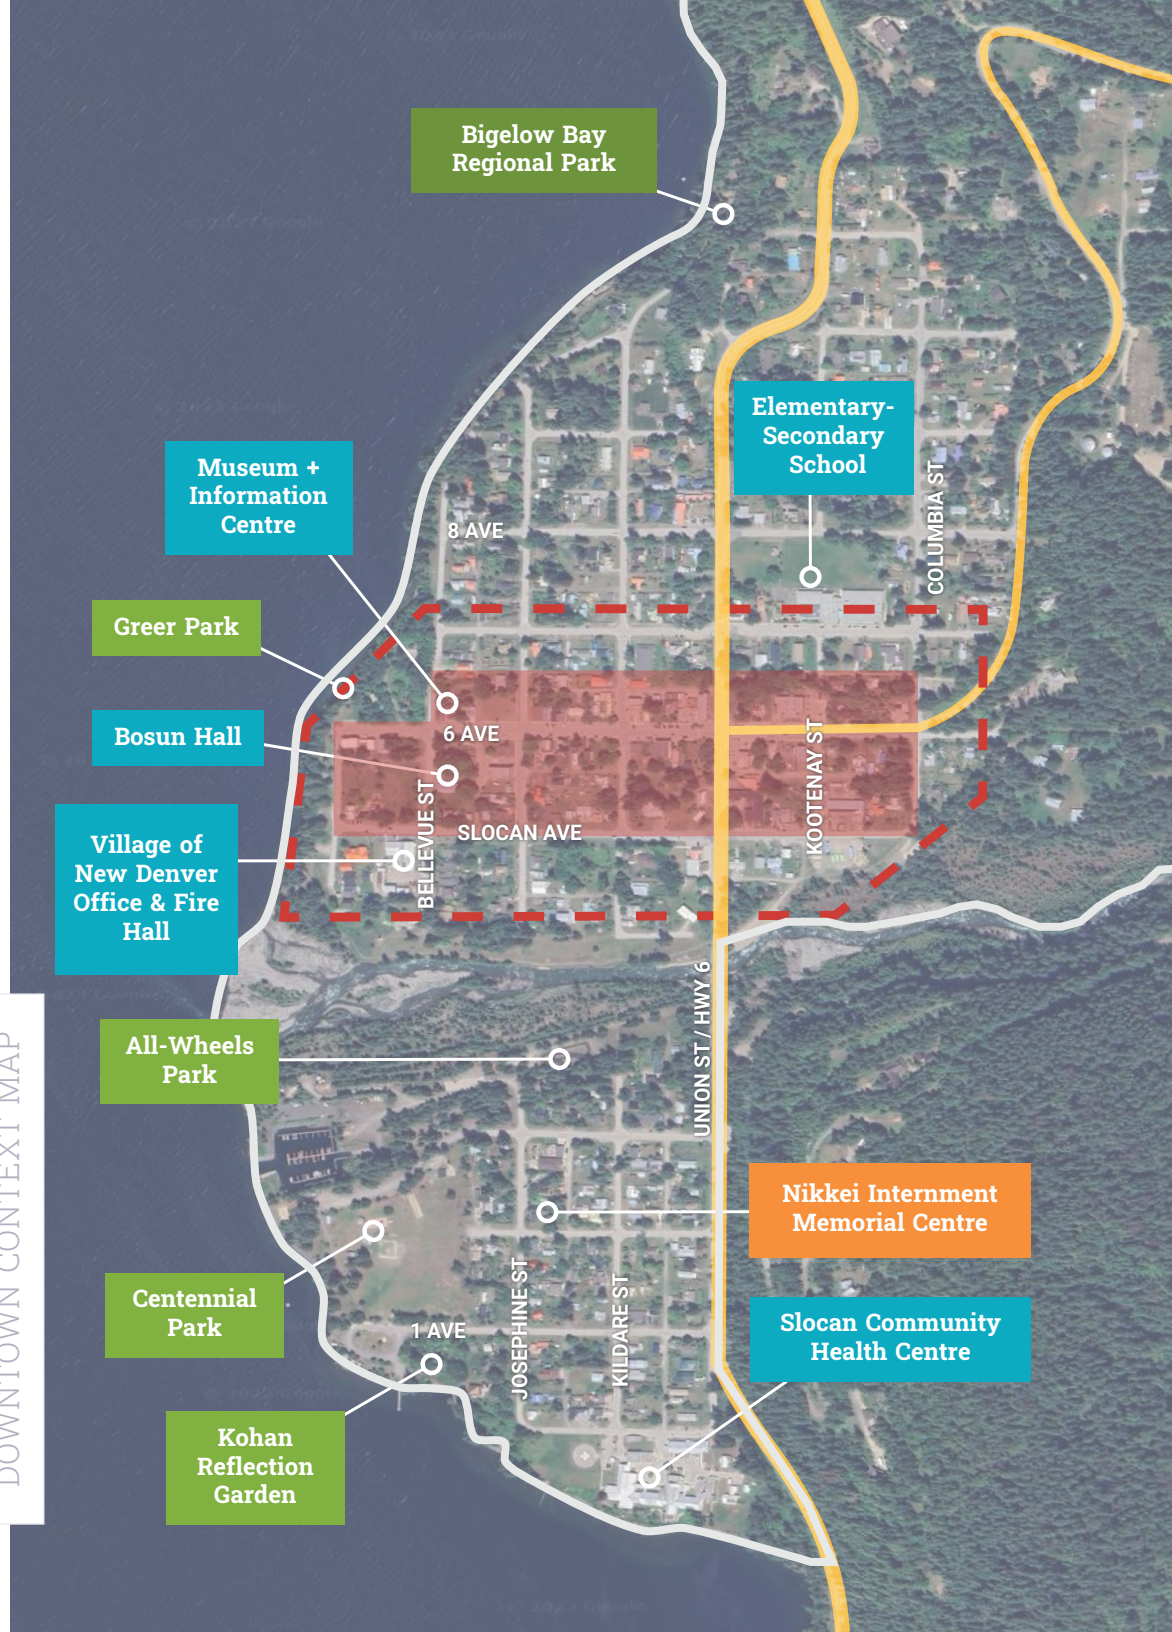 Bigelow Bay
Regional Park
Elementary-
Secondary
School
Museum +
Information
Centre
COLUMBIA ST
8 AVE
Greer Park
Bosun Hall
6 AVE
KOOTENAY ST
BELLEVUE ST
SLOCAN AVE
Village of
New Denver
Office & Fire
Hall
UNION ST / HWY 6
All-Wheels
Park
DOWNTOWN CONTEXT MAP
Nikkei Internment
Memorial Centre
Centennial
Park
JOSEPHINE ST
KILDARE ST
1 AVE
Slocan Community
Health Centre
Kohan
Reflection
Garden
© 2023 Google